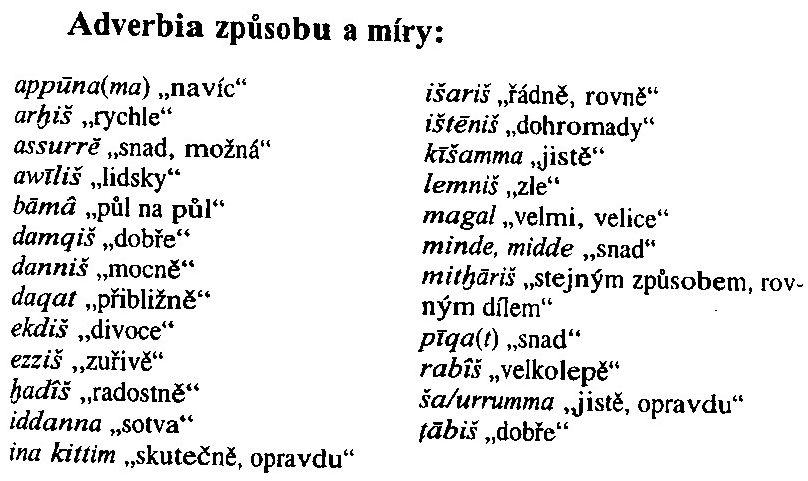 Adverbia způsobu a míry:
appūna(ma) „navíc“
arḫiš „rychle“
assurrē „snad, možná“
awīliš „lidsky“
bāmâ „půl na půl“
damqiš „dobře“
danniš „mocně“
daqat „přibližně“
ekdiš „divoce“
ezziš „zuřivě“
ḫadîš „radostně“
iddanna „sotva“
ina kittim „skutečně, opravdu“
išariš „řádně, rovně“
ištēniš „dohromady“
kīšamma „jistě“
lemniš „zle“
magal „velmi, velice“
minde, midde „snad“
mitḫāriš „stejným způsobem, rov-
ným dílem“
pīqa(t) „snad“
rabîš „velkolepě“
ša/urrumma „jistě, opravdu“
ṭābiš „dobře“